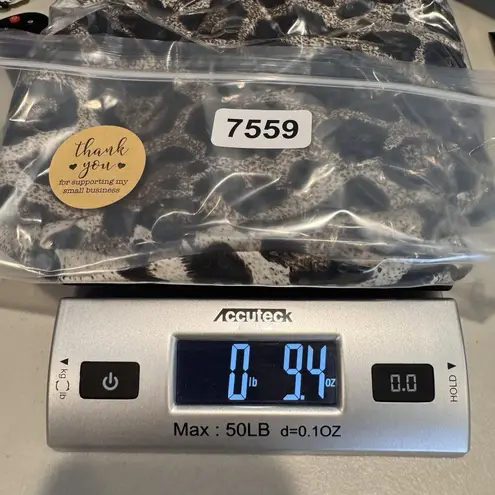 7559
thank
you
for supporting my
small business
Accuteck
0 lb 9.4 oz
kg lb
0.0
HOLD
Max : 50LB d=0.1OZ